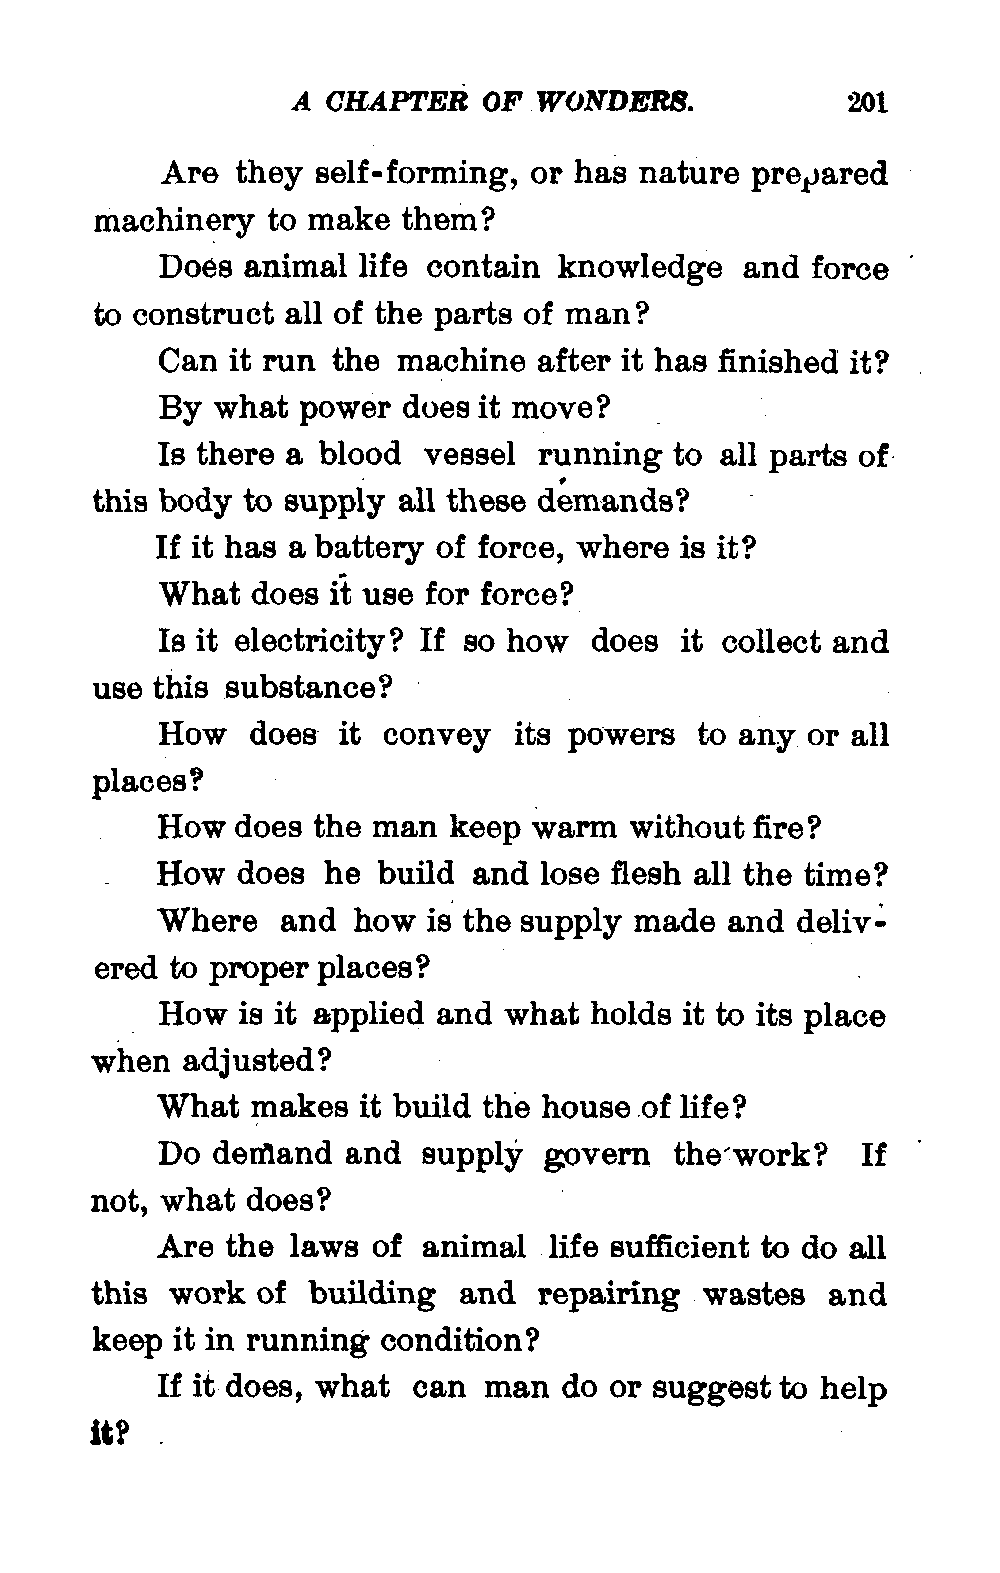 A CHAPTER OF WONDERS. 201
Are they self-forming, or has nature prepared
machinery to make them?
Does animal life contain knowledge and force
to construct all of the parts of man?
Can it run the machine after it has finished it?
By what power does it move?
Is there a blood vessel running to all parts of
this body to supply all these demands?
If it has a battery of force, where is it?
What does it use for force?
Is it electricity? If so how does it collect and
use this substance?
How does it convey its powers to any or all
places?
How does the man keep warm without fire?
How does he build and lose flesh all the time?
Where and how is the supply made and deliv-
ered to proper places?
How is it applied and what holds it to its place
when adjusted?
What makes it build the house of life?
Do demand and supply govern the work? If
not, what does?
Are the laws of animal life sufficient to do all
this work of building and repairing wastes and
keep it in running condition?
If it does, what can man do or suggest to help
it?